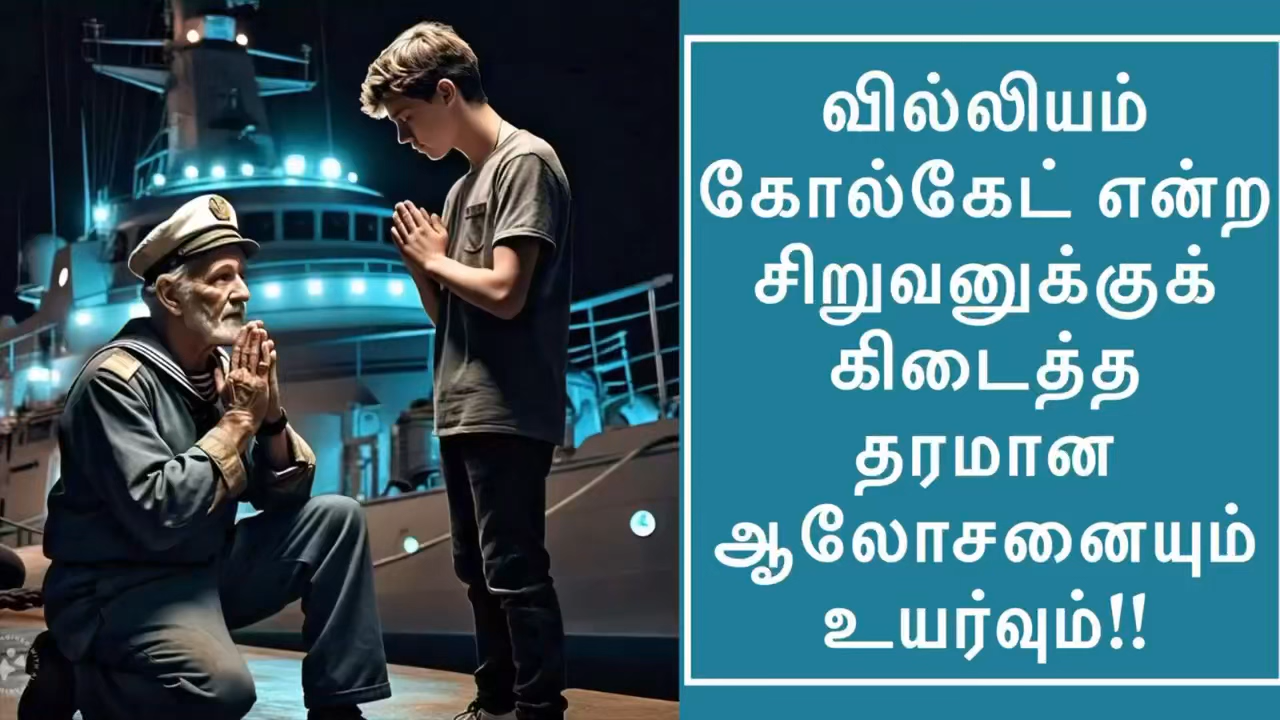 வில்லியம்
கோல்கேட் என்ற
சிறுவனுக்குக்
கிடைத்த
தரமான
ஆலோசனையும்
உயர்வும்!!